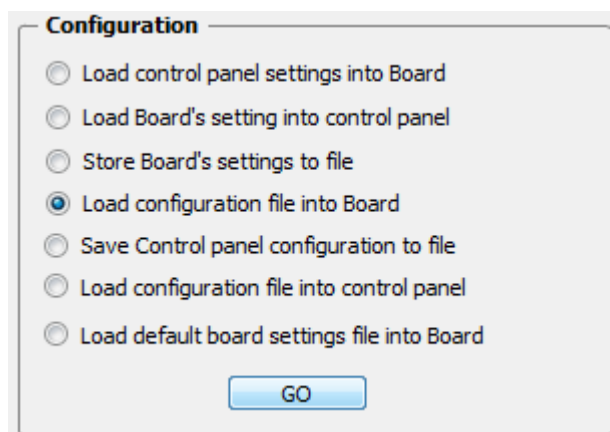 Configuration
Load control panel settings into Board
Load Board's setting into control panel
Store Board's settings to file
Load configuration file into Board
Save Control panel configuration to file
Load configuration file into control panel
Load default board settings file into Board
GO